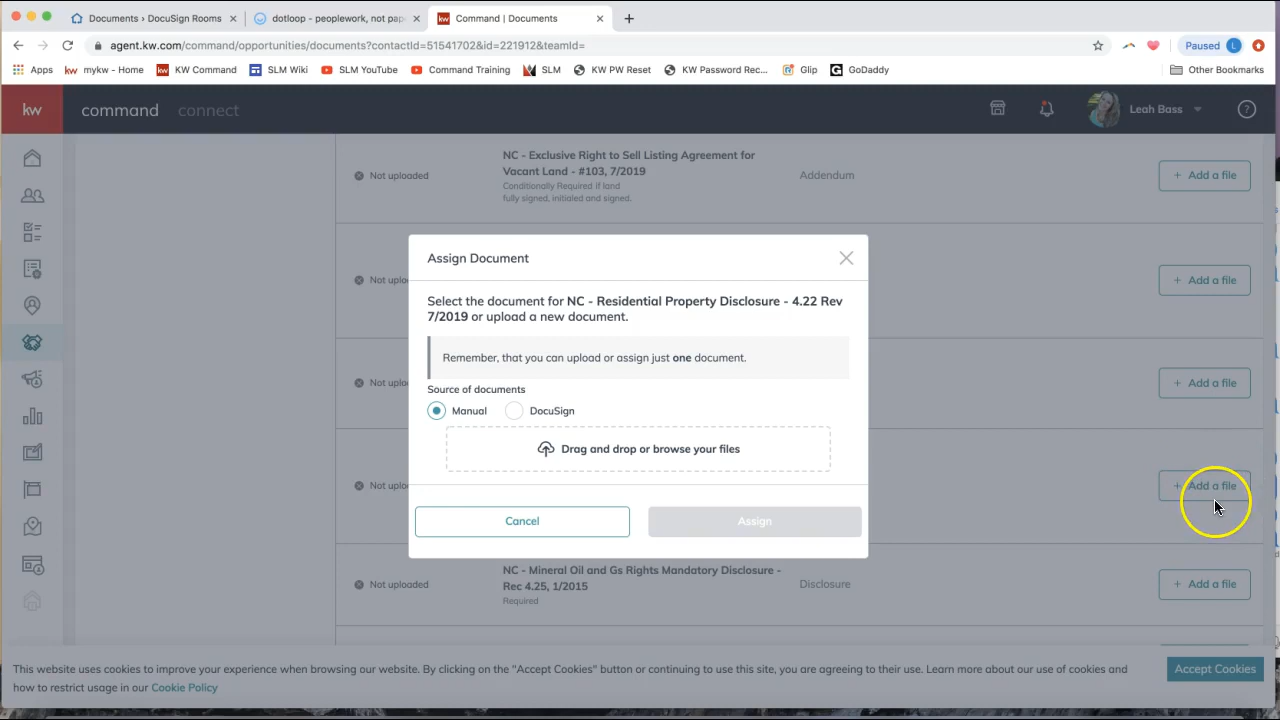 Documents › DocuSign Rooms
dotloop - peoplework, not pap
Command | Documents
agent.kw.com/command/opportunities/documents?contactId=51541702&id=221912&teamId=
Paused
L
Apps
kw mykw - Home
kw KW Command
SLM Wiki
SLM YouTube
Command Training
SLM
KW PW Reset
KW Password Rec...
Glip
GoDaddy
Other Bookmarks
kw
command
connect
Leah Bass
?
NC - Exclusive Right to Sell Listing Agreement for
Vacant Land - #103, 7/2019
Conditionally Required if land
fully signed, initialed and signed.
Not uploaded
Addendum
+ Add a file
Not
+ Add a file
Assign Document
Select the document for NC - Residential Property Disclosure - 4.22 Rev
7/2019 or upload a new document.
Remember, that you can upload or assign just one document.
Source of documents
Manual
DocuSign
Drag and drop or browse your files
Cancel
Assign
Not
+ Add a file
Not
+ Add a file
NC - Mineral Oil and Gs Rights Mandatory Disclosure -
Rec 4.25, 1/2015
Required
Not uploaded
Disclosure
+ Add a file
This website uses cookies to improve your experience when browsing our website. By clicking on the "Accept Cookies" button or continuing to use this site, you are agreeing to their use. Learn more about our use of cookies and
how to restrict usage in our Cookie Policy
Accept Cookies